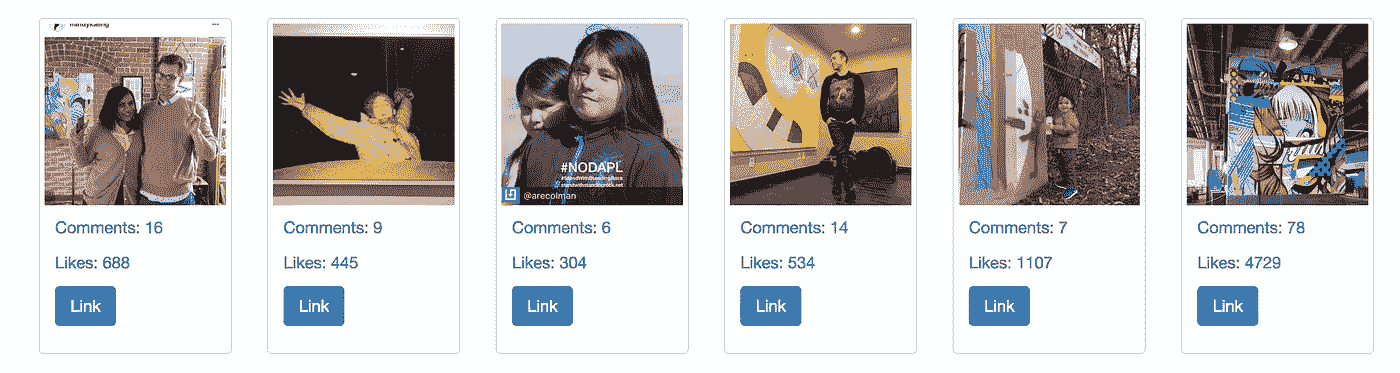 mindykaling
#NODAPL
#StandWithStandingRock
standwithstandingrock.net
@arecolman
Comments: 16
Likes: 688
Link
Comments: 9
Likes: 445
Link
Comments: 6
Likes: 304
Link
Comments: 14
Likes: 534
Link
Comments: 7
Likes: 1107
Link
Comments: 78
Likes: 4729
Link